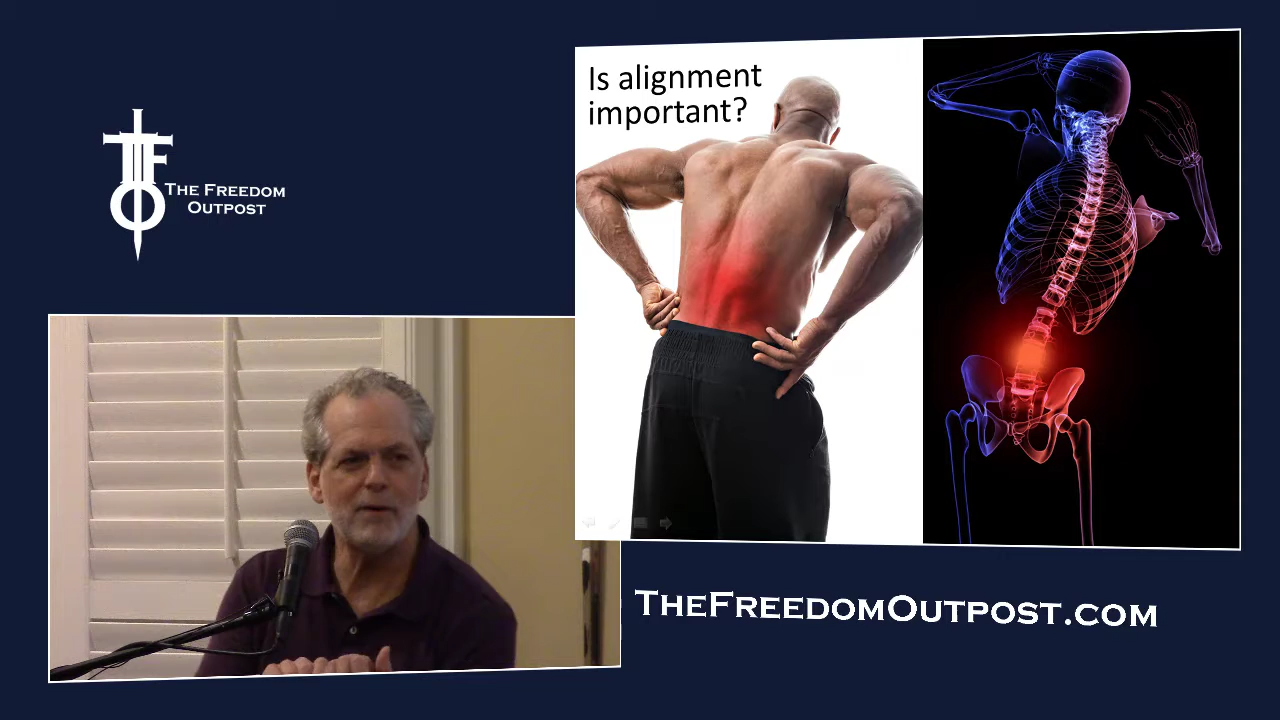 Is alignment
important?
The Freedom
Outpost
TheFreedomOutpost.com